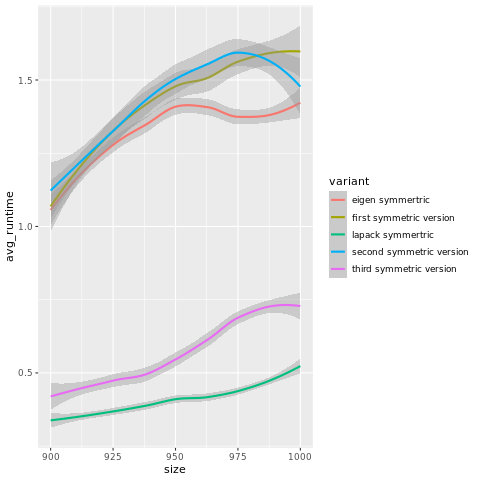 avg_runtime
1.5
1.0
0.5
900
925
950
975
1000
size
variant
eigen symmertric
first symmetric version
lapack symmertric
second symmetric version
third symmetric version